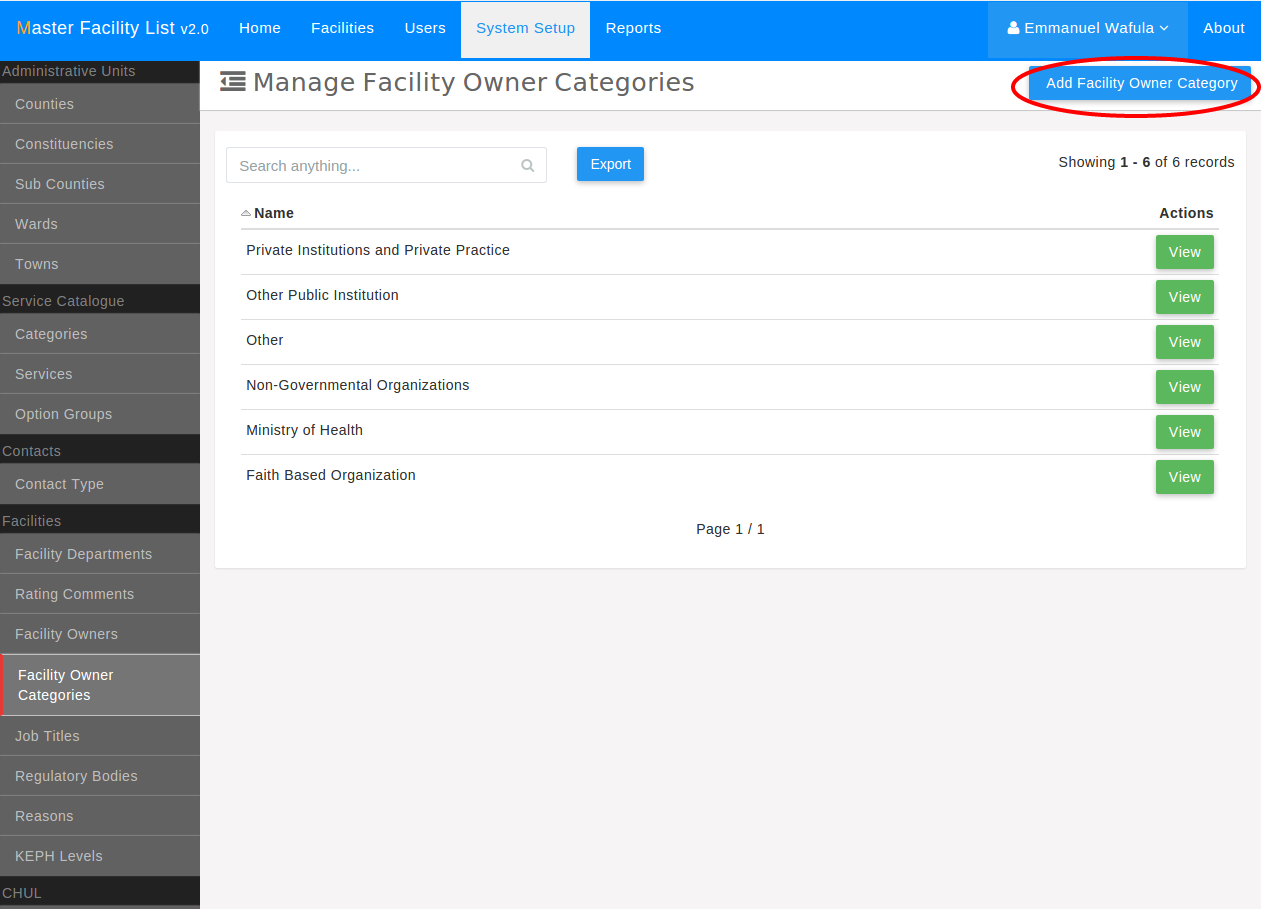 Master Facility List v2.0 Home Facilities Users System Setup Reports Emmanuel Wafula About
Administrative Units
Counties
Constituencies
Sub Counties
Wards
Towns
Service Catalogue
Categories
Services
Option Groups
Contacts
Contact Type
Facilities
Facility Departments
Rating Comments
Facility Owners
Facility Owner
Categories
Job Titles
Regulatory Bodies
Reasons
KEPH Levels
CHUL
Manage Facility Owner Categories
Add Facility Owner Category
Search anything...
Export
Showing 1 - 6 of 6 records
Name Actions
Private Institutions and Private Practice View
Other Public Institution View
Other View
Non-Governmental Organizations View
Ministry of Health View
Faith Based Organization View
Page 1 / 1